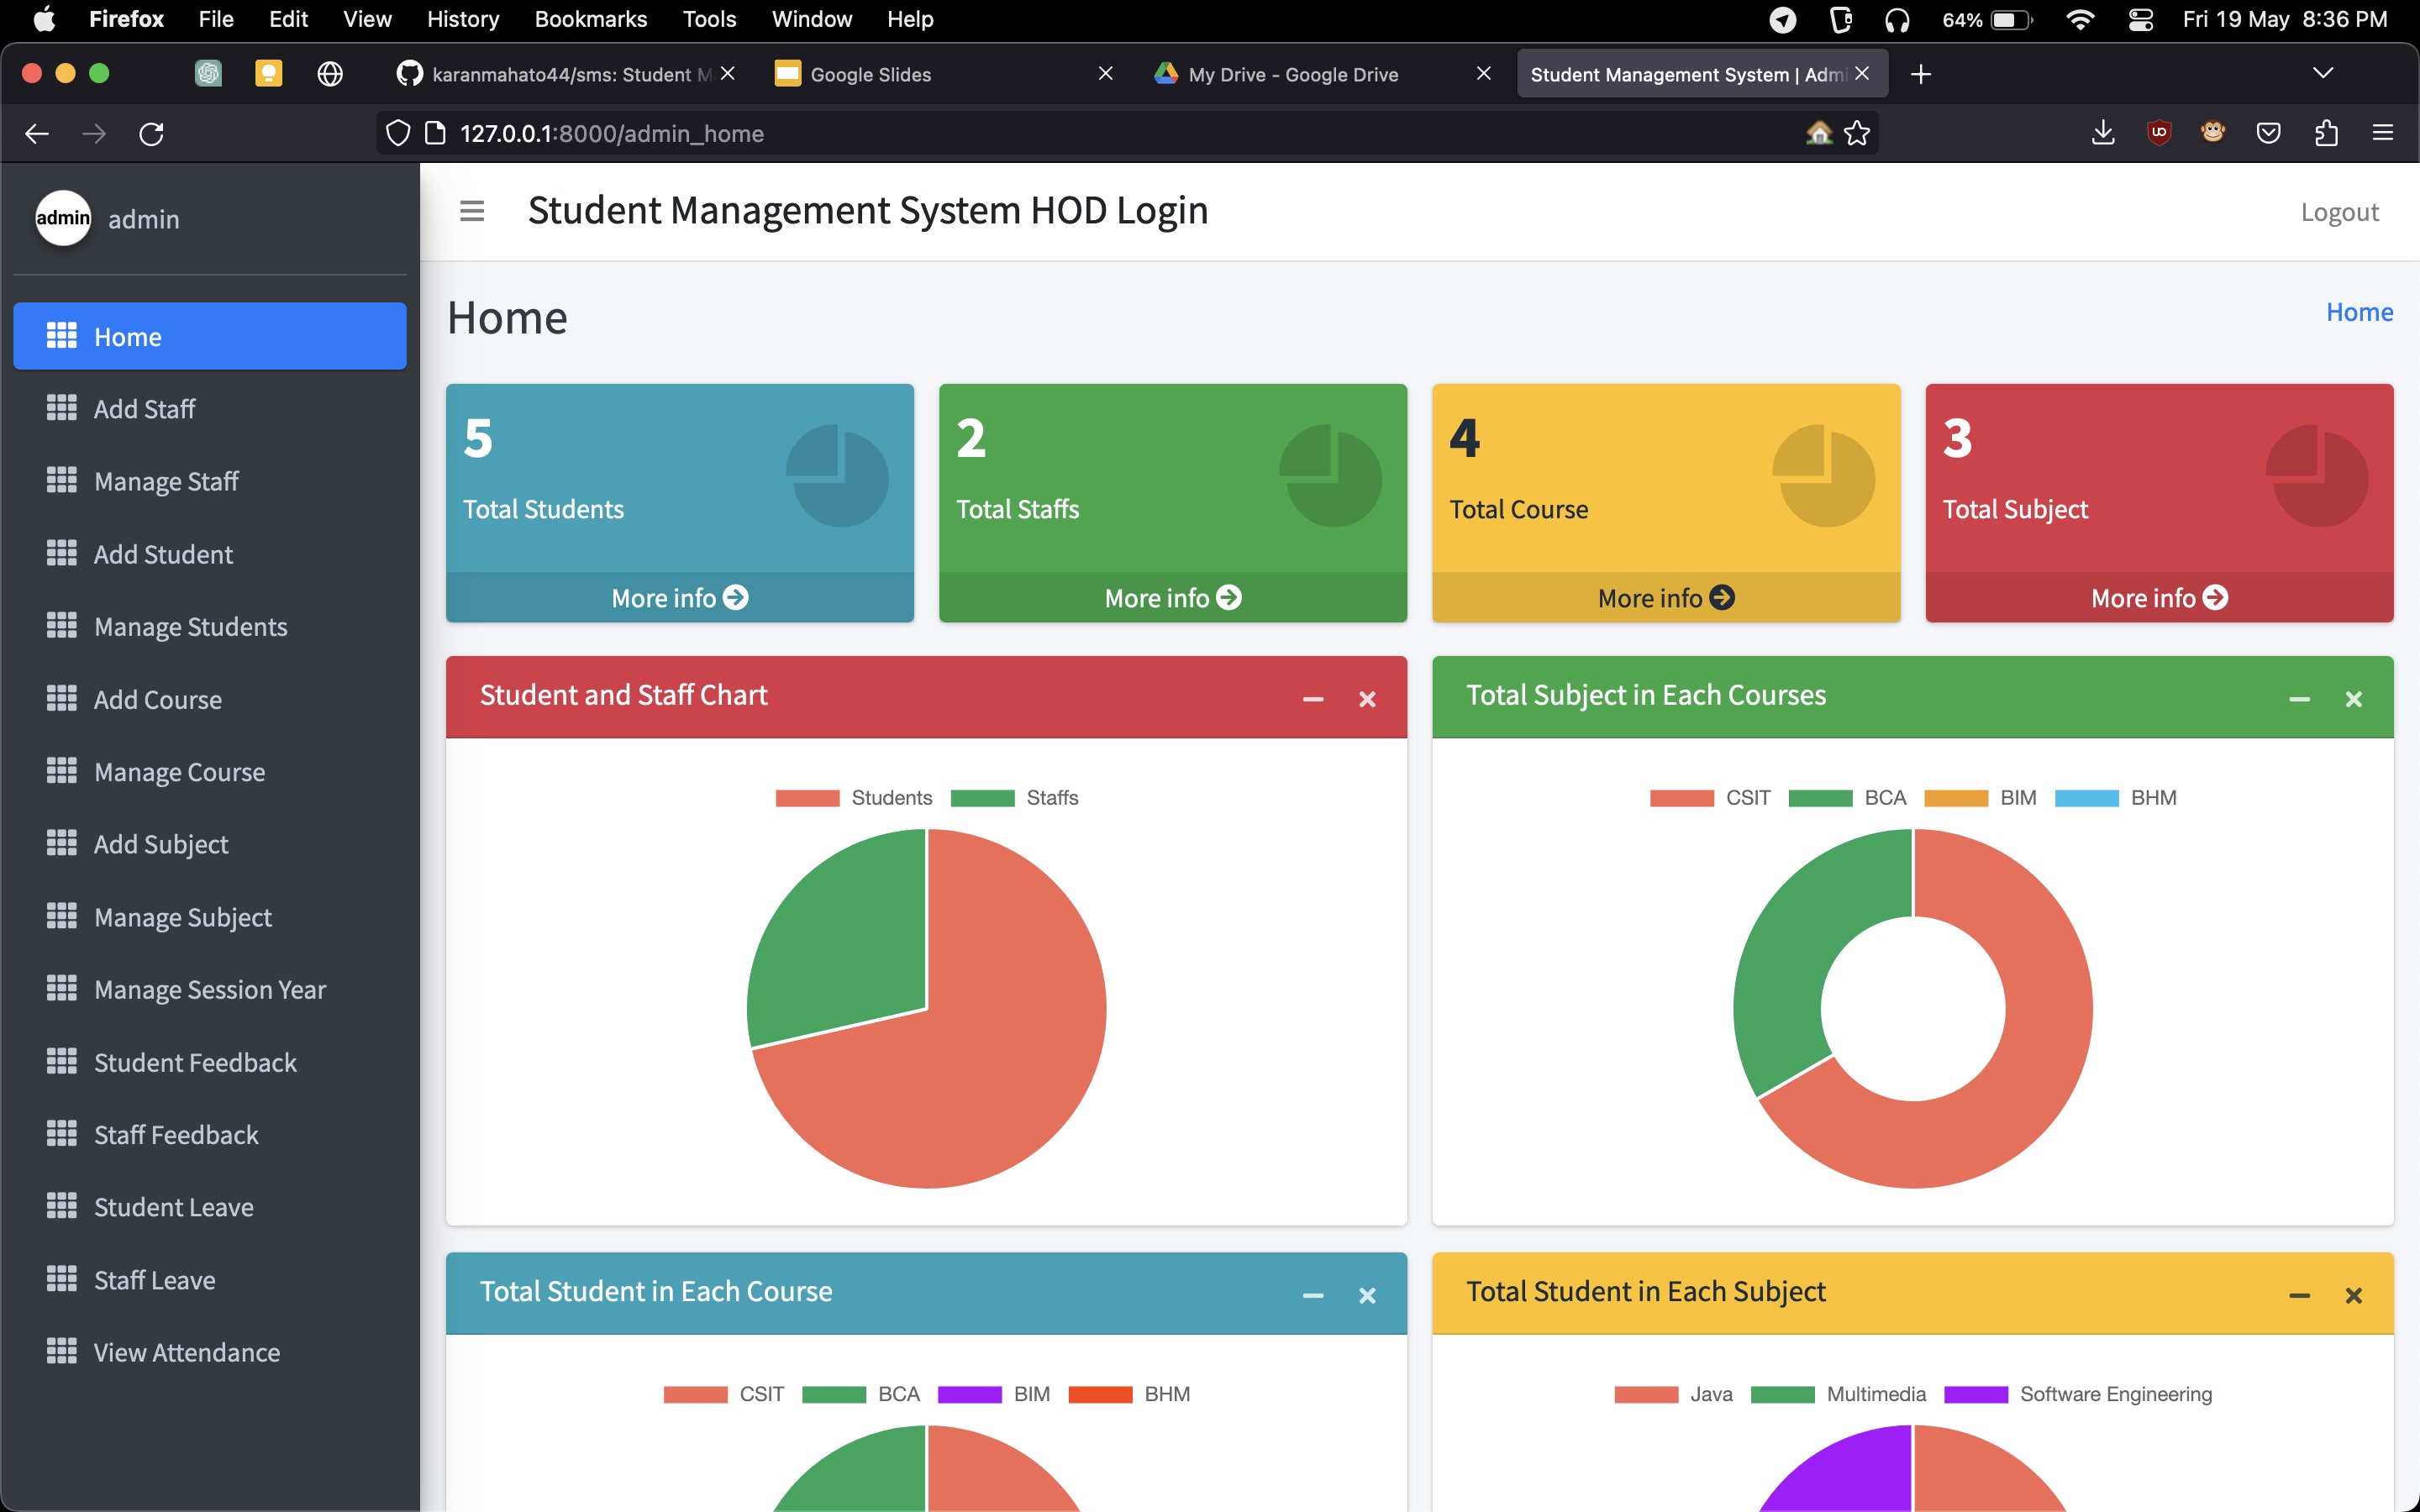 Firefox File Edit View History Bookmarks Tools Window Help 64% Fri 19 May 8:36 PM
karanmahato44/sms: Student M Google Slides My Drive - Google Drive Student Management System | Admi
127.0.0.1:8000/admin_home
admin admin
Student Management System HOD Login
Logout
Home
Add Staff
Manage Staff
Add Student
Manage Students
Add Course
Manage Course
Add Subject
Manage Subject
Manage Session Year
Student Feedback
Staff Feedback
Student Leave
Staff Leave
View Attendance
Home
Home
5
Total Students
More info
2
Total Staffs
More info
4
Total Course
More info
3
Total Subject
More info
Student and Staff Chart
Students Staffs
Total Subject in Each Courses
CSIT BCA BIM BHM
Total Student in Each Course
CSIT BCA BIM BHM
Total Student in Each Subject
Java Multimedia Software Engineering